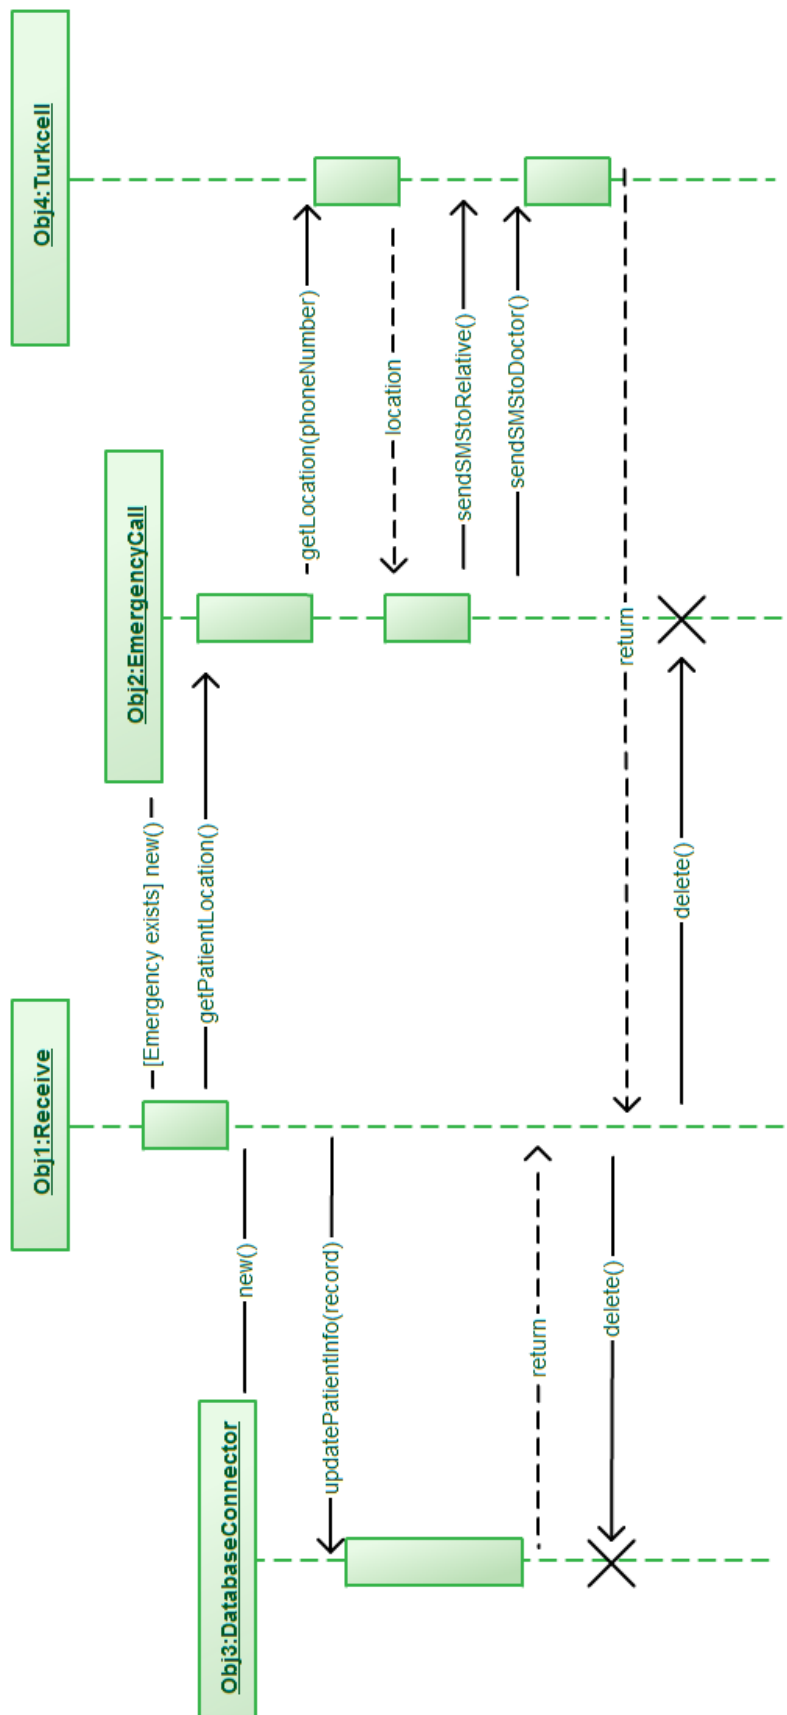 Obj3:DatabaseConnector
Obj1:Receive
Obj2:EmergencyCall
Obj4:Turkcell
[Emergency exists] new()
getPatientLocation()
new()
getLocation(phoneNumber)
updatePatientInfo(record)
location
sendSMStoRelative()
sendSMStoDoctor()
return
delete()
return
delete()